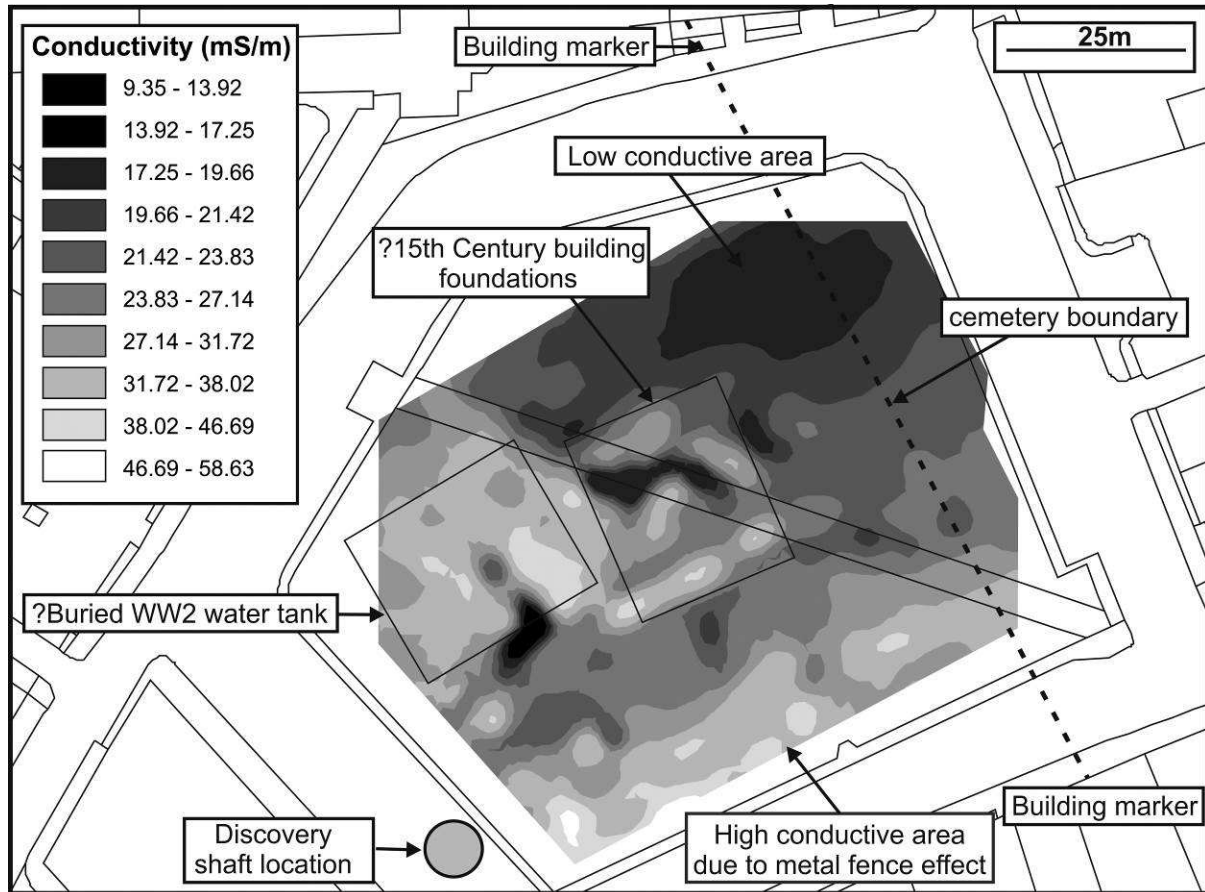 Conductivity (mS/m)
9.35 - 13.92
13.92 - 17.25
17.25 - 19.66
19.66 - 21.42
21.42 - 23.83
23.83 - 27.14
27.14 - 31.72
31.72 - 38.02
38.02 - 46.69
46.69 - 58.63
Building marker
25m
Low conductive area
?15th Century building
foundations
cemetery boundary
?Buried WW2 water tank
Discovery
shaft location
High conductive area
due to metal fence effect
Building marker